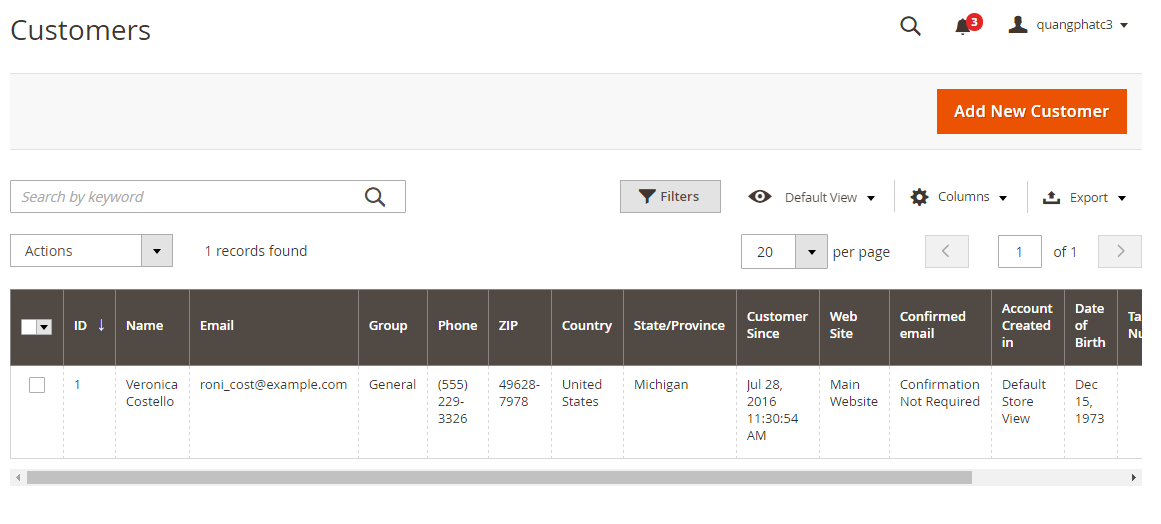 Customers
3
quangphatc3
Add New Customer
Search by keyword
Filters
Default View
Columns
Export
Actions
1 records found
20
per page
1
of 1
ID ↓
Name
Email
Group
Phone
ZIP
Country
State/Province
Customer
Since
Web
Site
Confirmed
email
Account
Created
in
Date
of
Birth
Ta
Nu
1
Veronica
Costello
roni_cost@example.com
General
(555)
229-
3326
49628-
7978
United
States
Michigan
Jul 28,
2016
11:30:54
AM
Main
Website
Confirmation
Not Required
Default
Store
View
Dec
15,
1973